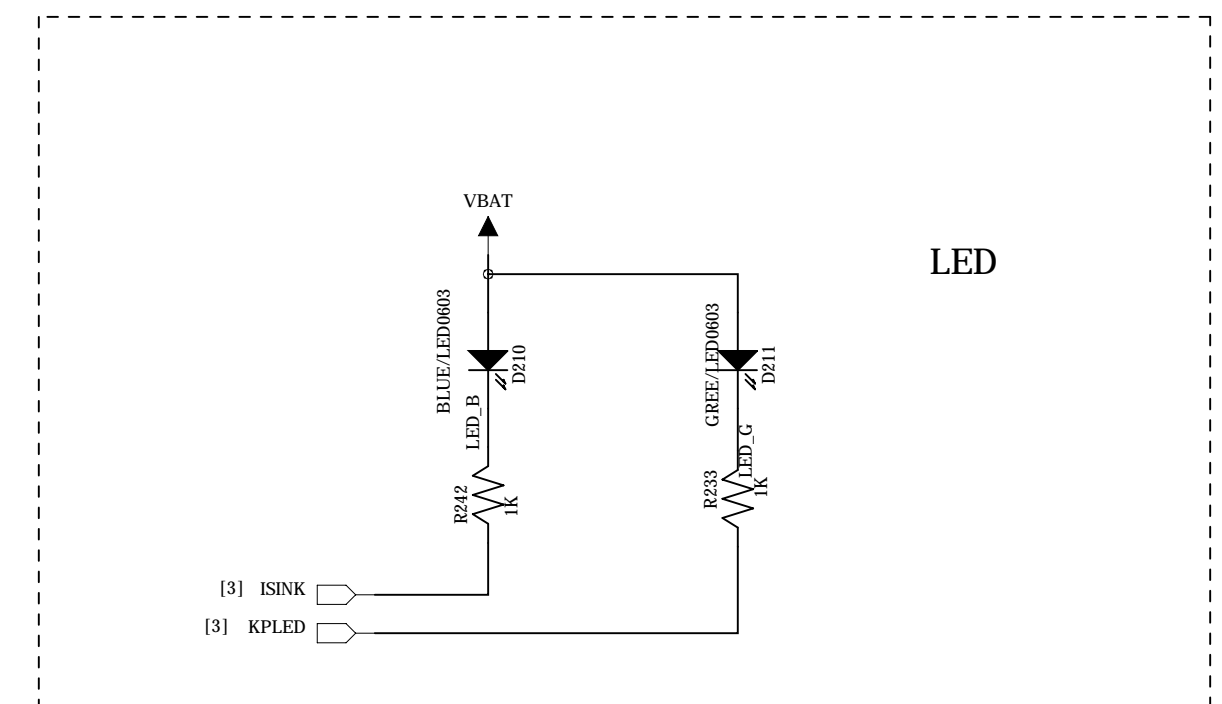 VBAT
LED
BLUE/LED0603
D210
LED_B
GREE/LED0603
D211
LED_G
R242
1K
R233
1K
[3] ISINK
[3] KPLED